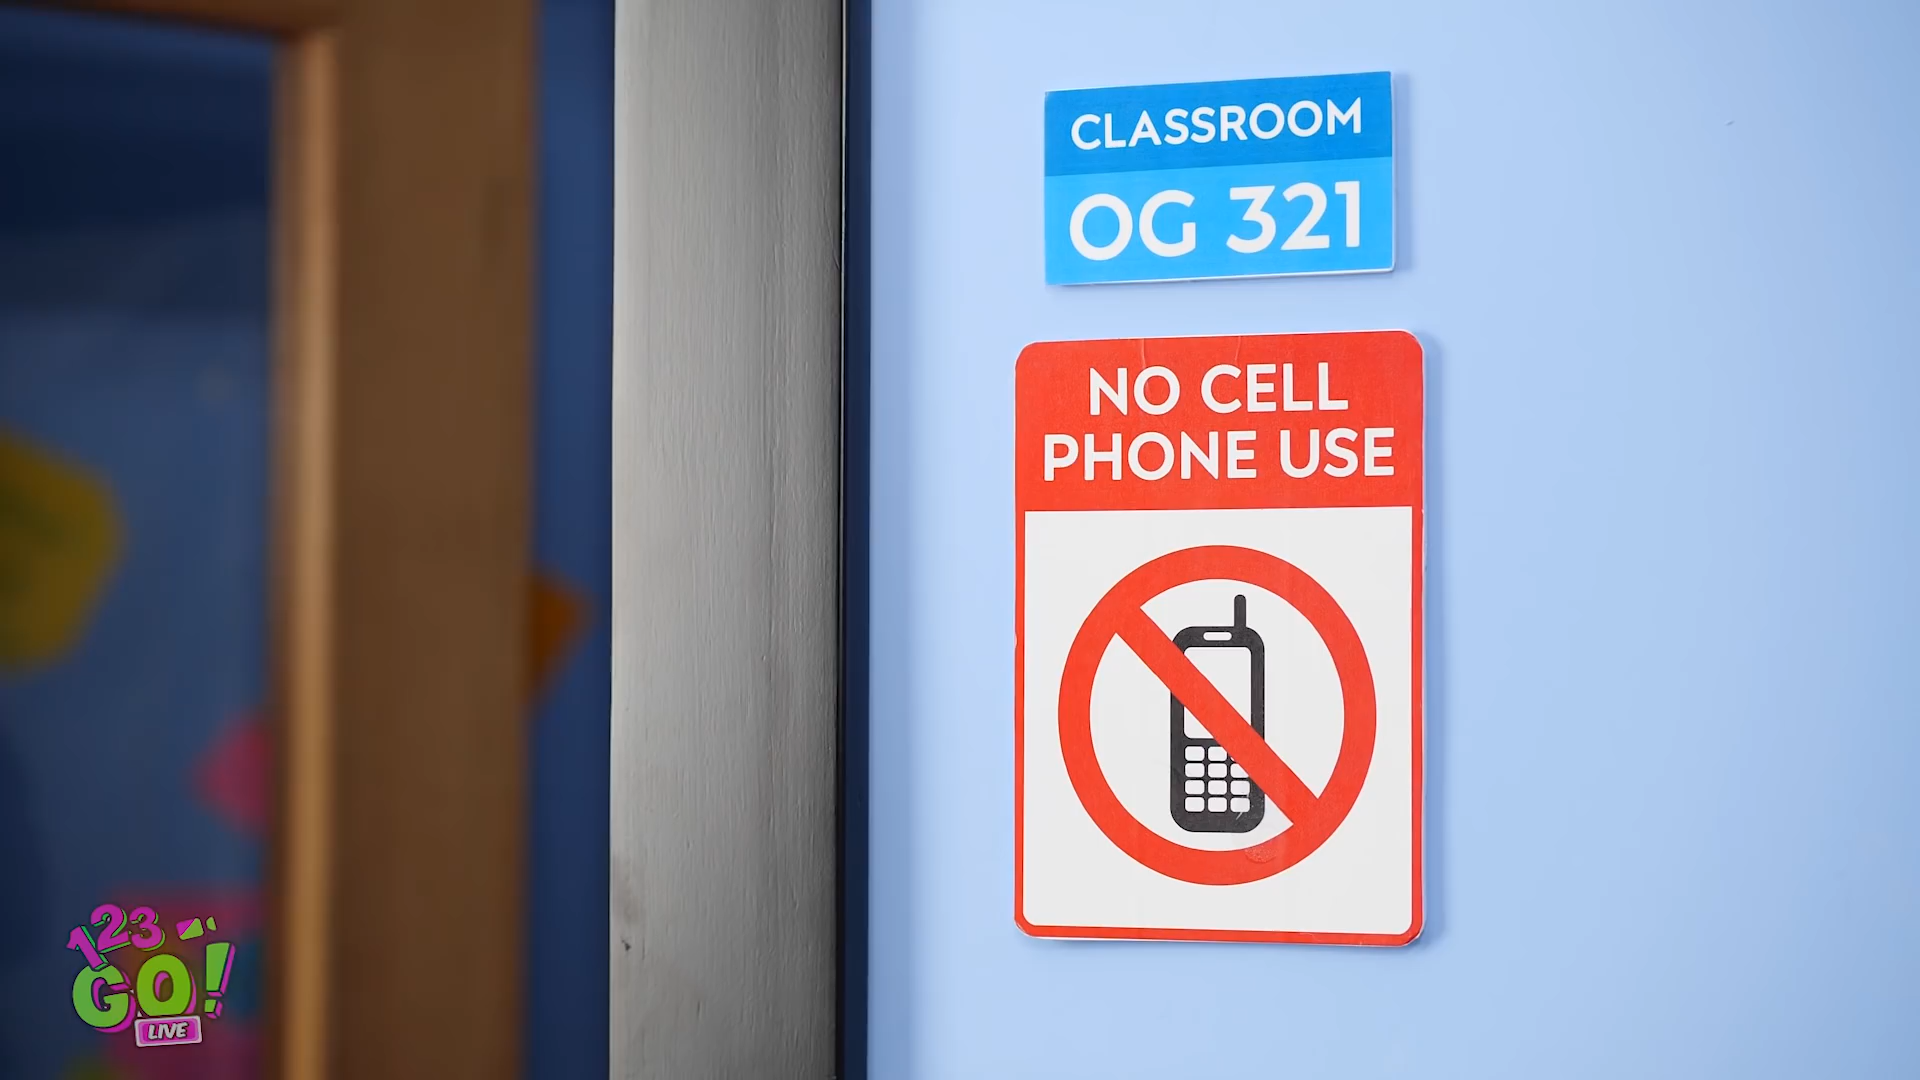 CLASSROOM
OG 321
NO CELL
PHONE USE
123
GO!
LIVE